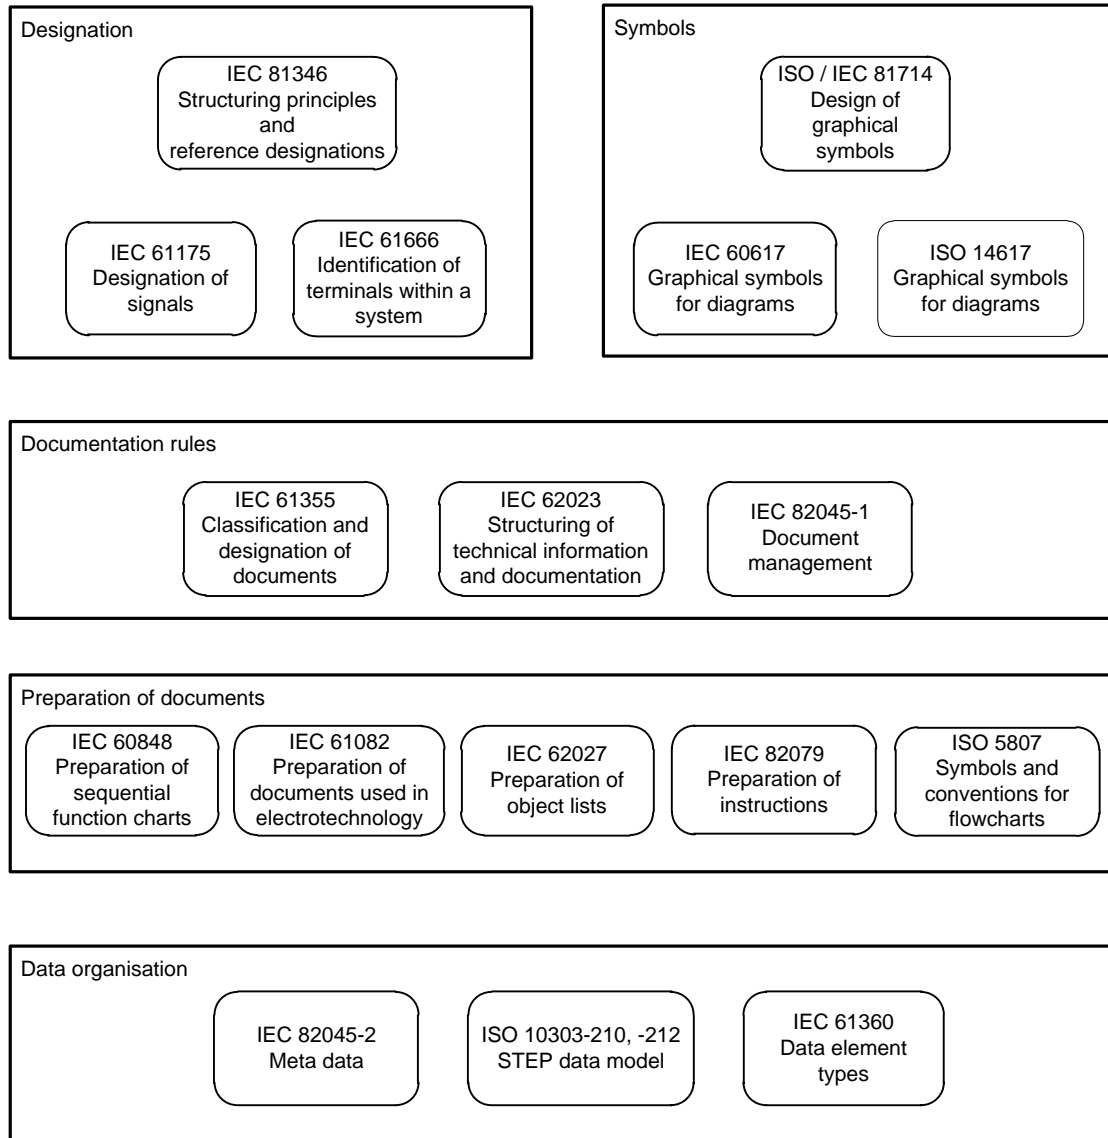 Designation
IEC 81346
Structuring principles
and
reference designations
IEC 61175
Designation of
signals
IEC 61666
Identification of
terminals within a
system
Symbols
ISO / IEC 81714
Design of
graphical
symbols
IEC 60617
Graphical symbols
for diagrams
ISO 14617
Graphical symbols
for diagrams
Documentation rules
IEC 61355
Classification and
designation of
documents
IEC 62023
Structuring of
technical information
and documentation
IEC 82045-1
Document
management
Preparation of documents
IEC 60848
Preparation of
sequential
function charts
IEC 61082
Preparation of
documents used in
electrotechnology
IEC 62027
Preparation of
object lists
IEC 82079
Preparation of
instructions
ISO 5807
Symbols and
conventions for
flowcharts
Data organisation
IEC 82045-2
Meta data
ISO 10303-210, -212
STEP data model
IEC 61360
Data element
types